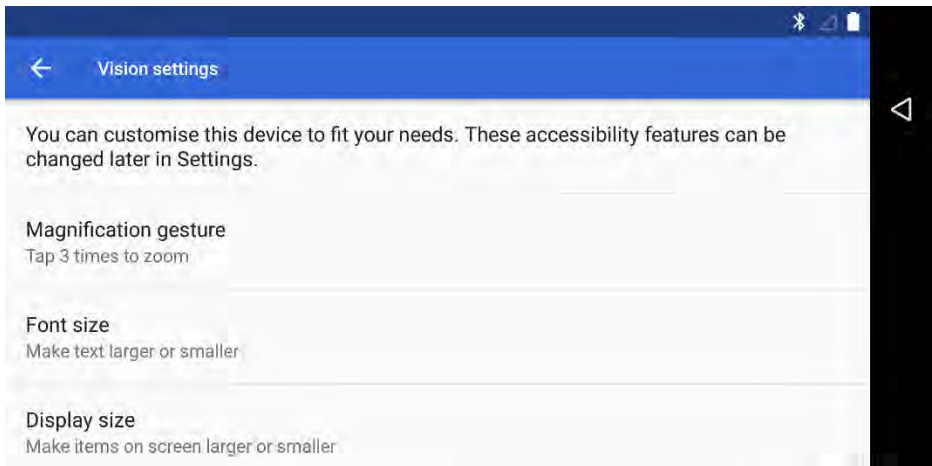 Vision settings
You can customise this device to fit your needs. These accessibility features can be
changed later in Settings.
Magnification gesture
Tap 3 times to zoom
Font size
Make text larger or smaller
Display size
Make items on screen larger or smaller